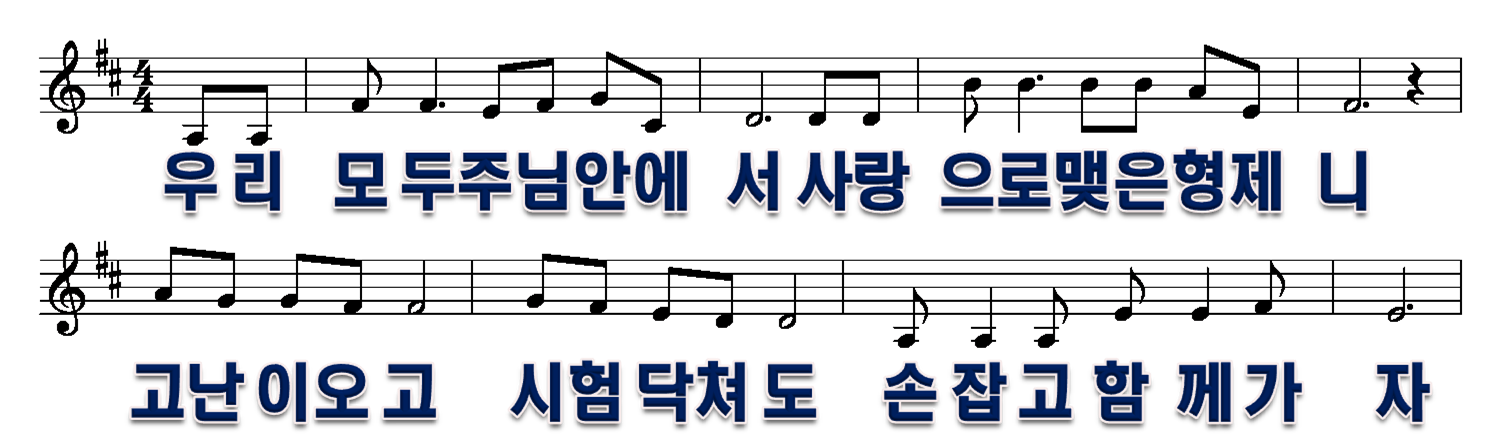 우리 모두주님안에 서 사랑 으로맺은형제 니
고난 이오고 시험 닥쳐 도 손 잡고 함 께 가 자